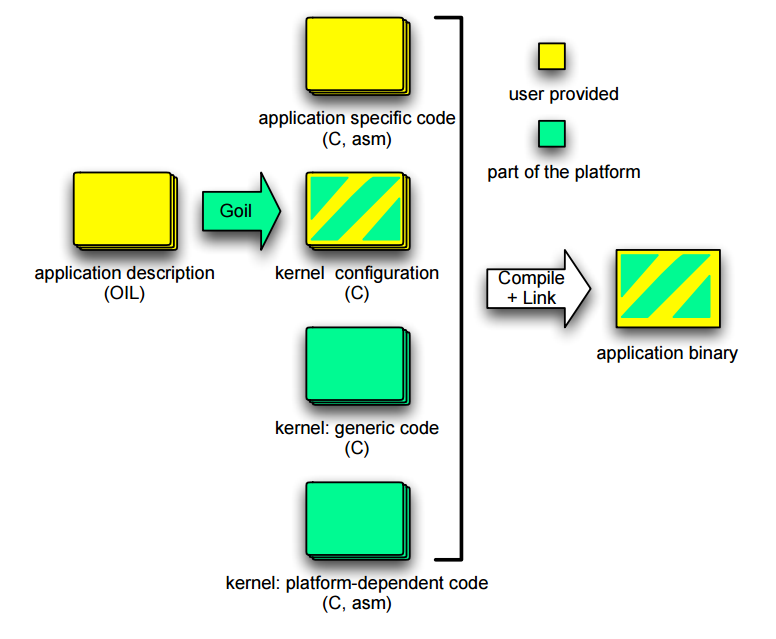 application specific code
(C, asm)
user provided
part of the platform
Goil
application description
(OIL)
kernel configuration
(C)
Compile
+ Link
application binary
kernel: generic code
(C)
kernel: platform-dependent code
(C, asm)